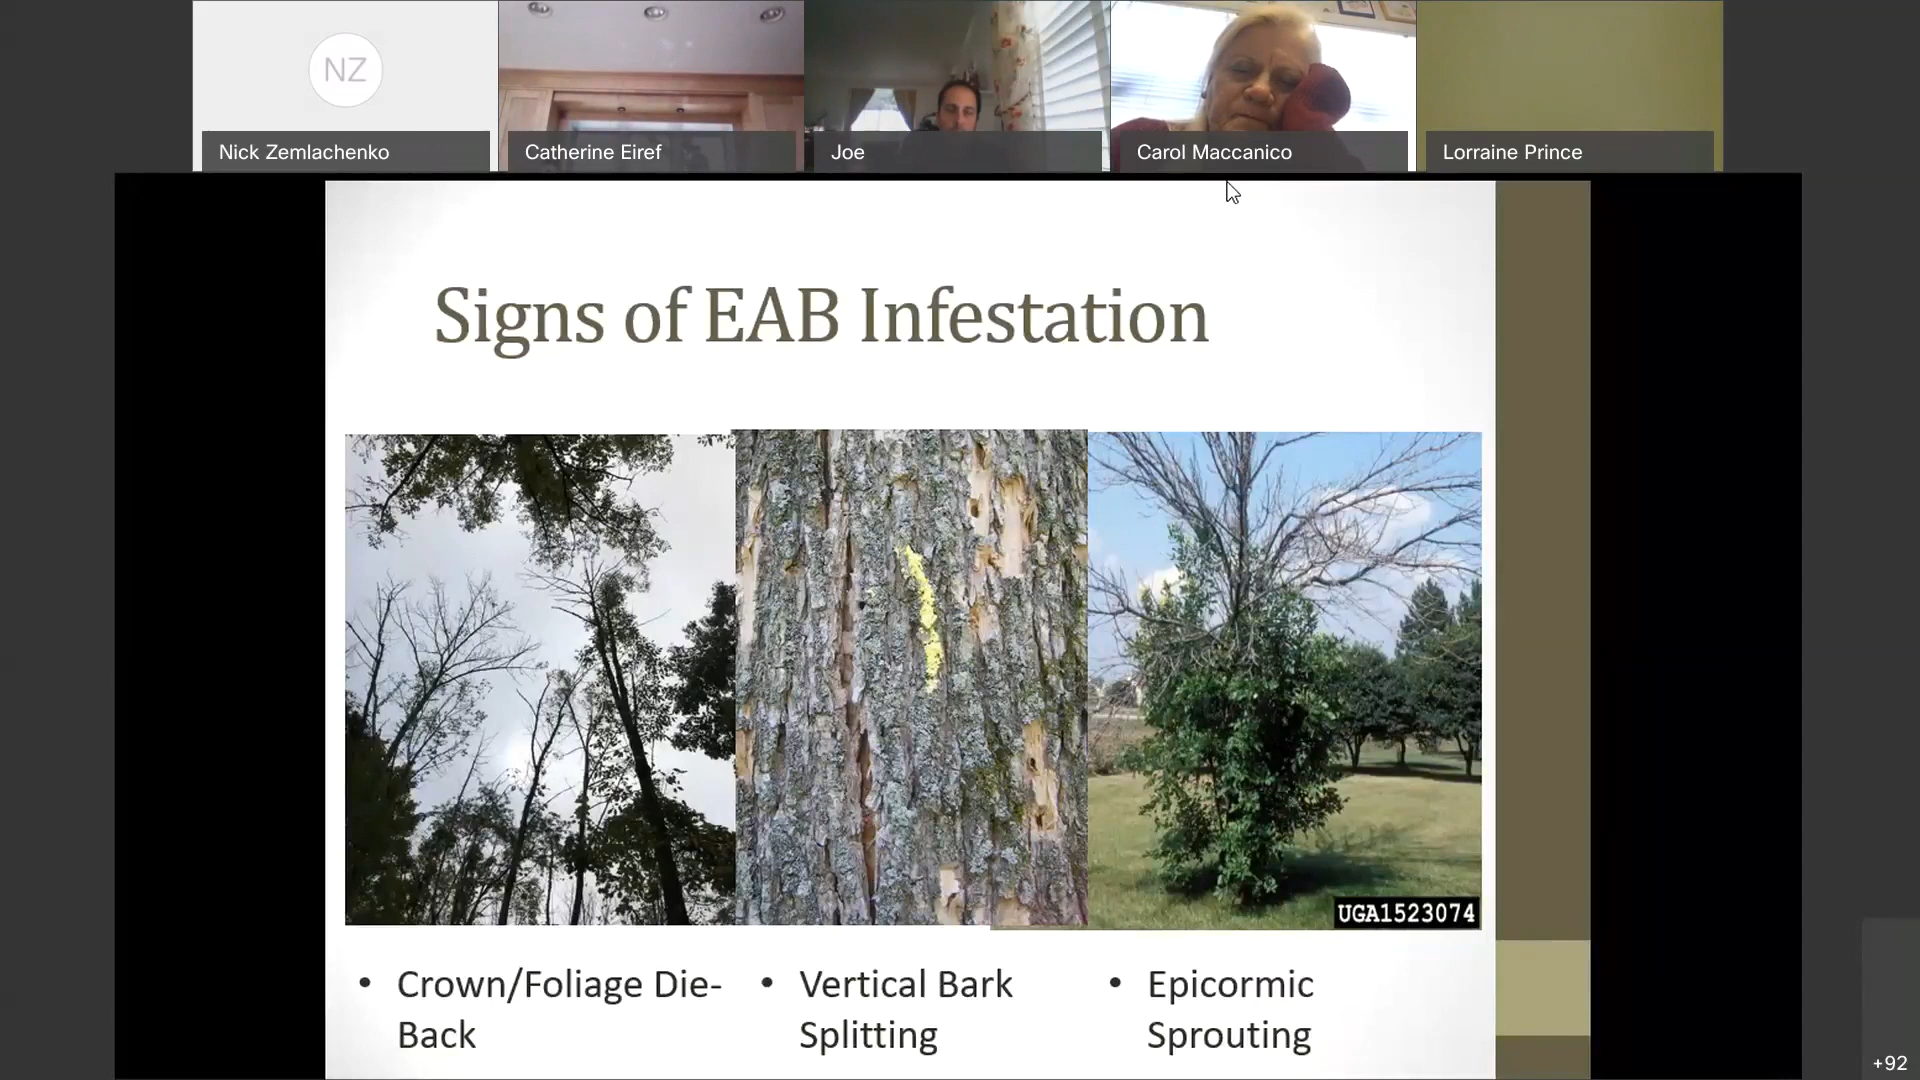 NZ
Nick Zemlachenko
Catherine Eiref
Joe
Carol Maccanico
Lorraine Prince
Signs of EAB Infestation
UGA1523074
• Crown/Foliage Die-
Back
• Vertical Bark
Splitting
• Epicormic
Sprouting
+92